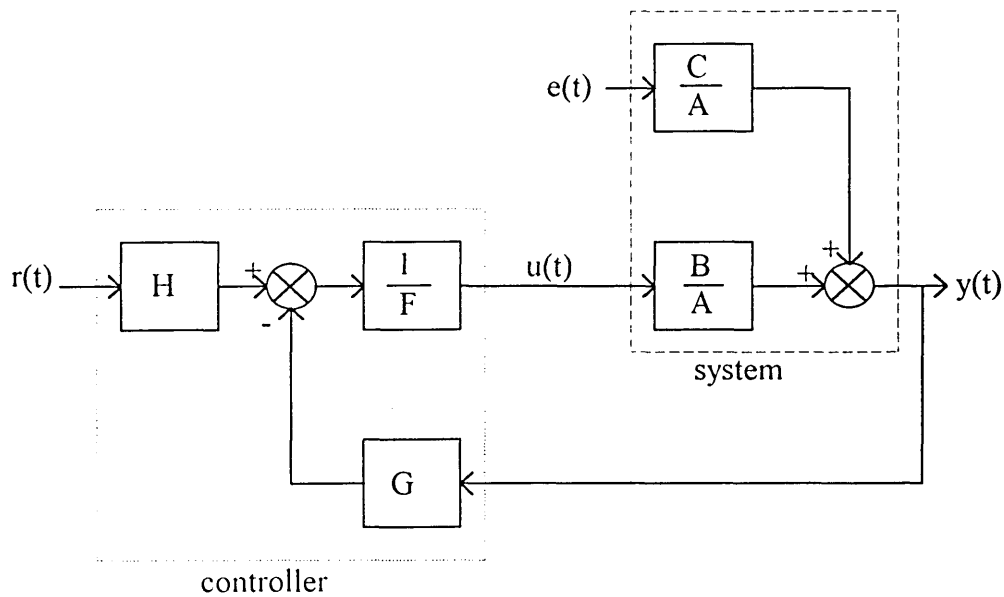 C
e(t)
A
+
r(t)
H
+
1
F
u(t)
B
A
+
y(t)
-
system
G
controller